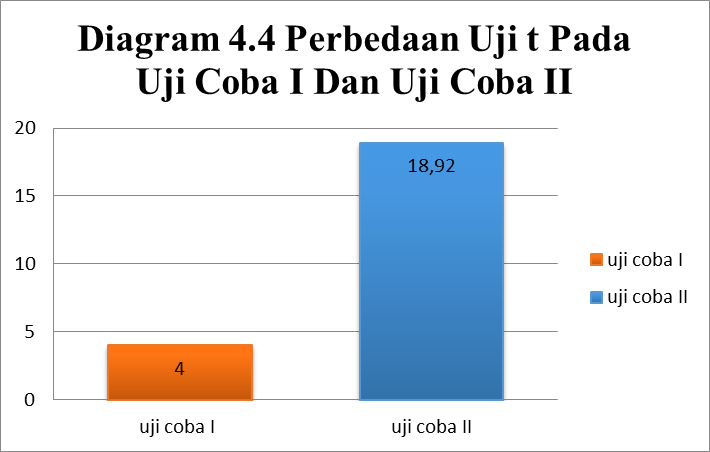 Diagram 4.4 Perbedaan Uji t Pada
Uji Coba I Dan Uji Coba II
20
15
10
5
0
18,92
4
uji coba I
uji coba II
uji coba I
uji coba II